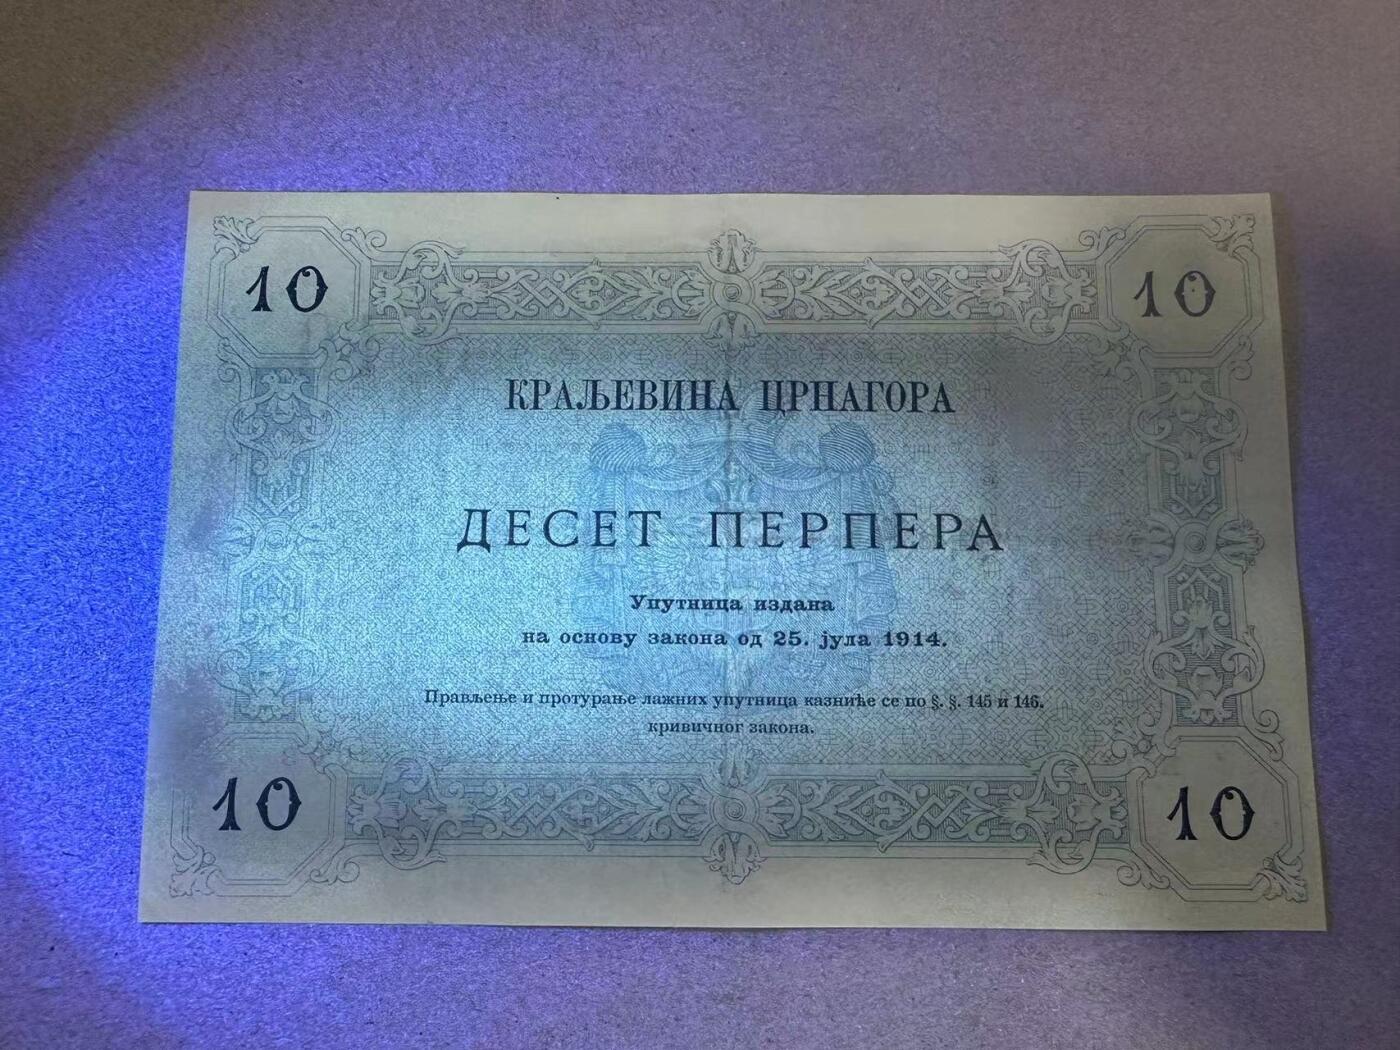 10 10
КРАЉЕВИНА ЦРНАГОРА
ДЕСЕТ ПЕРПЕРА
Упутница издана
на основу закона од 25. јула 1914.
Прављење и протурање лажних упутница казниће се по §. §. 145 и 146.
кривичног закона.
10 10